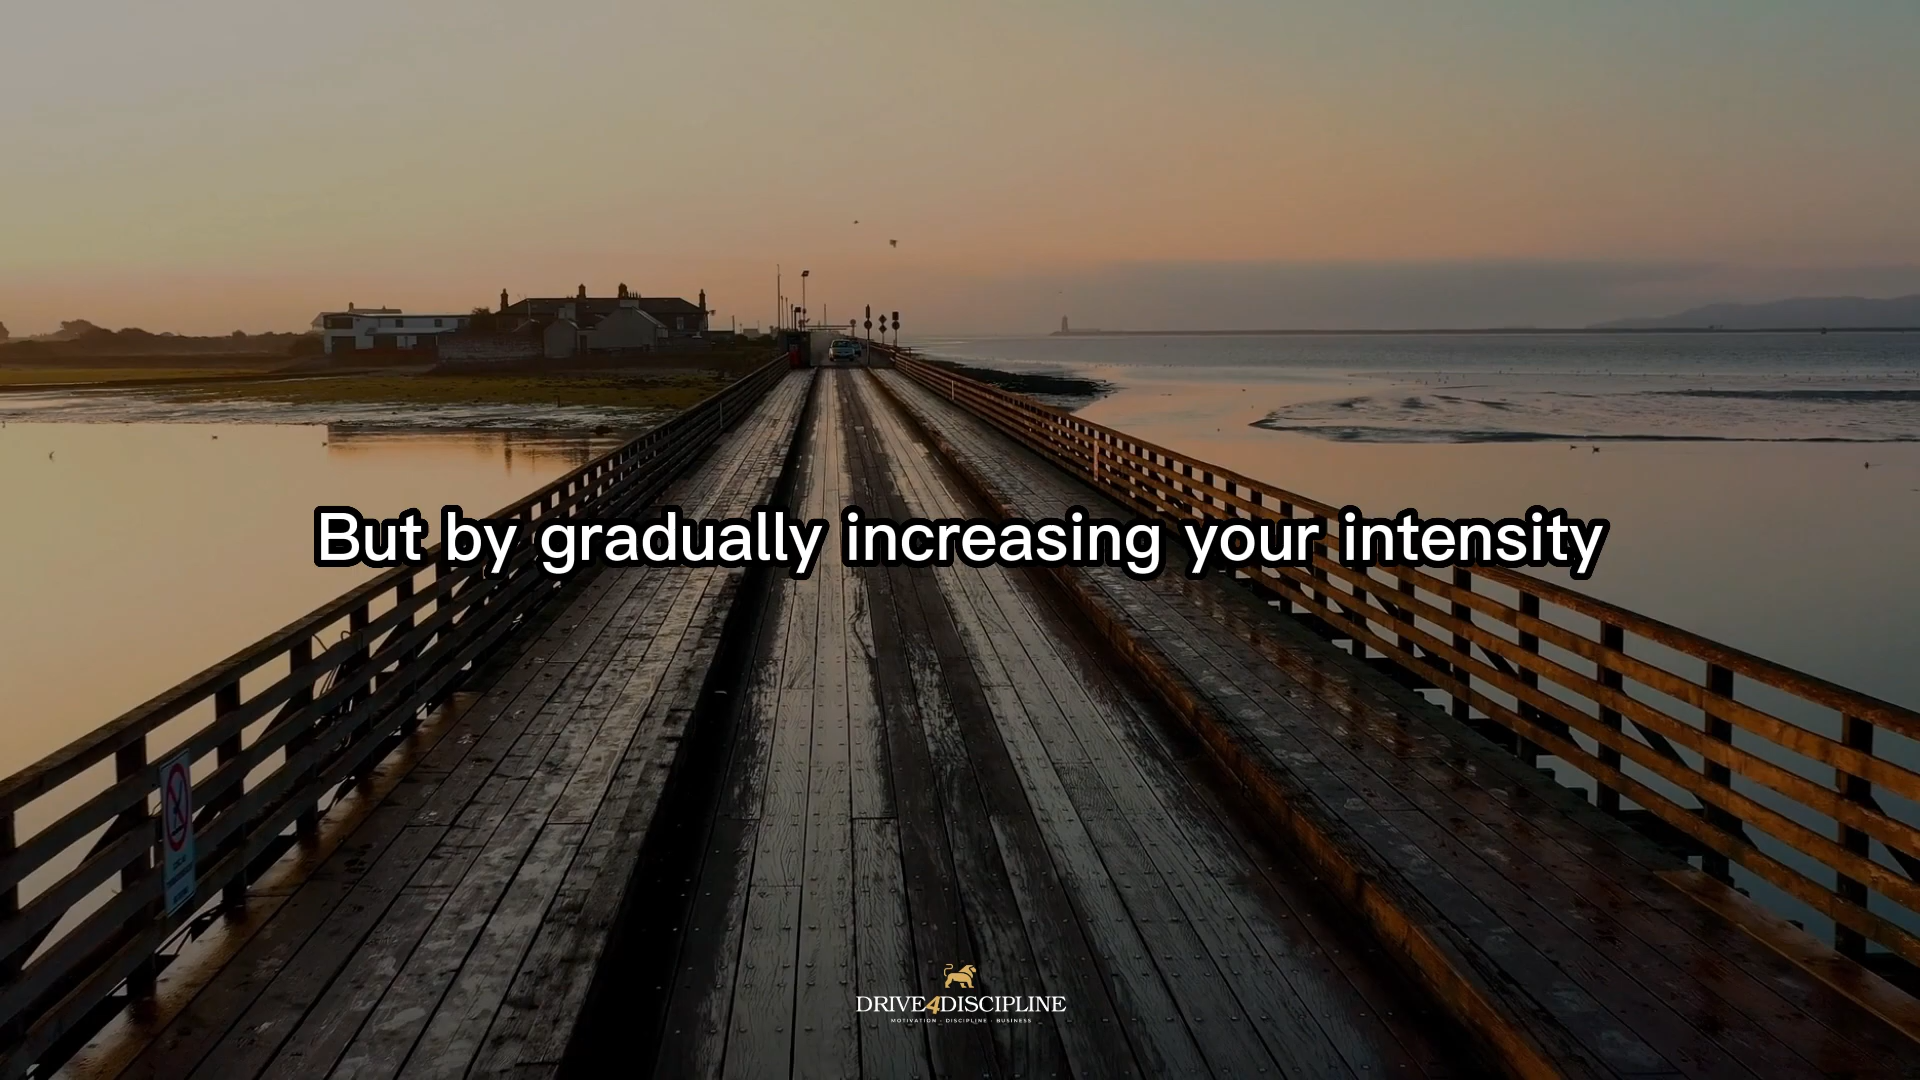 But by gradually increasing your intensity
DRIVE4DISCIPLINE
MOTIVATION - DISCIPLINE - BUSINESS